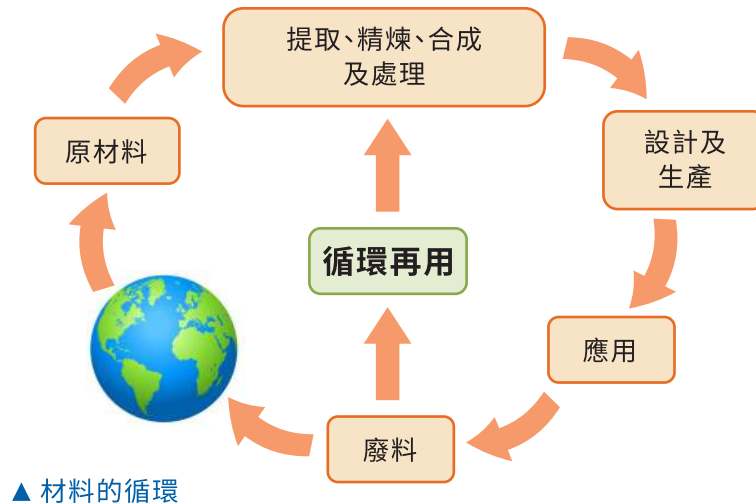 提取、精煉、合成
及處理
原材料
設計及
生產
循環再用
應用
廢料
▲ 材料的循環